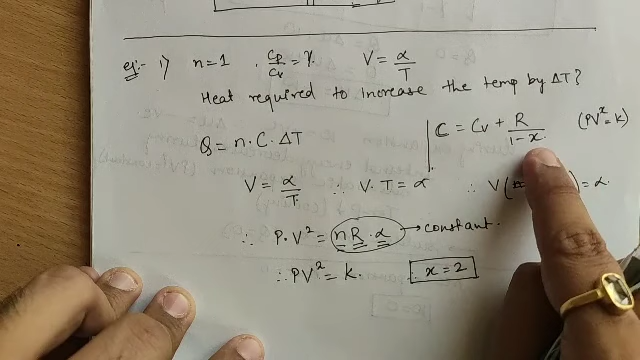 eg:- 1) n=1 . Cp/Cv = γ. V = α/T
Heat required to increase the temp by ΔT?
Q = n·C·ΔT
C = Cv + R/1-x. (PVˣ=k)
V = α/T V·T = α ∴ V( )=α.
∴ P·V² = nR·α → constant.
∴ PV² = k. ∴ x = 2